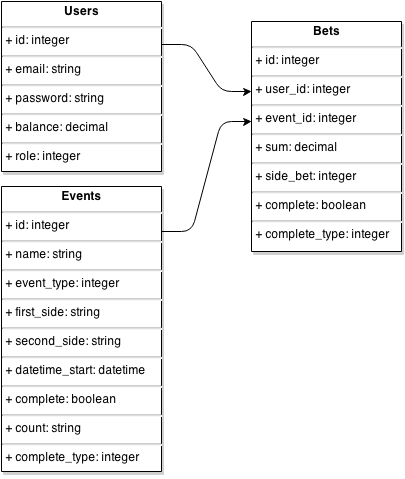 Users
+ id: integer
+ email: string
+ password: string
+ balance: decimal
+ role: integer
Bets
+ id: integer
+ user_id: integer
+ event_id: integer
+ sum: decimal
+ side_bet: integer
+ complete: boolean
+ complete_type: integer
Events
+ id: integer
+ name: string
+ event_type: integer
+ first_side: string
+ second_side: string
+ datetime_start: datetime
+ complete: boolean
+ count: string
+ complete_type: integer